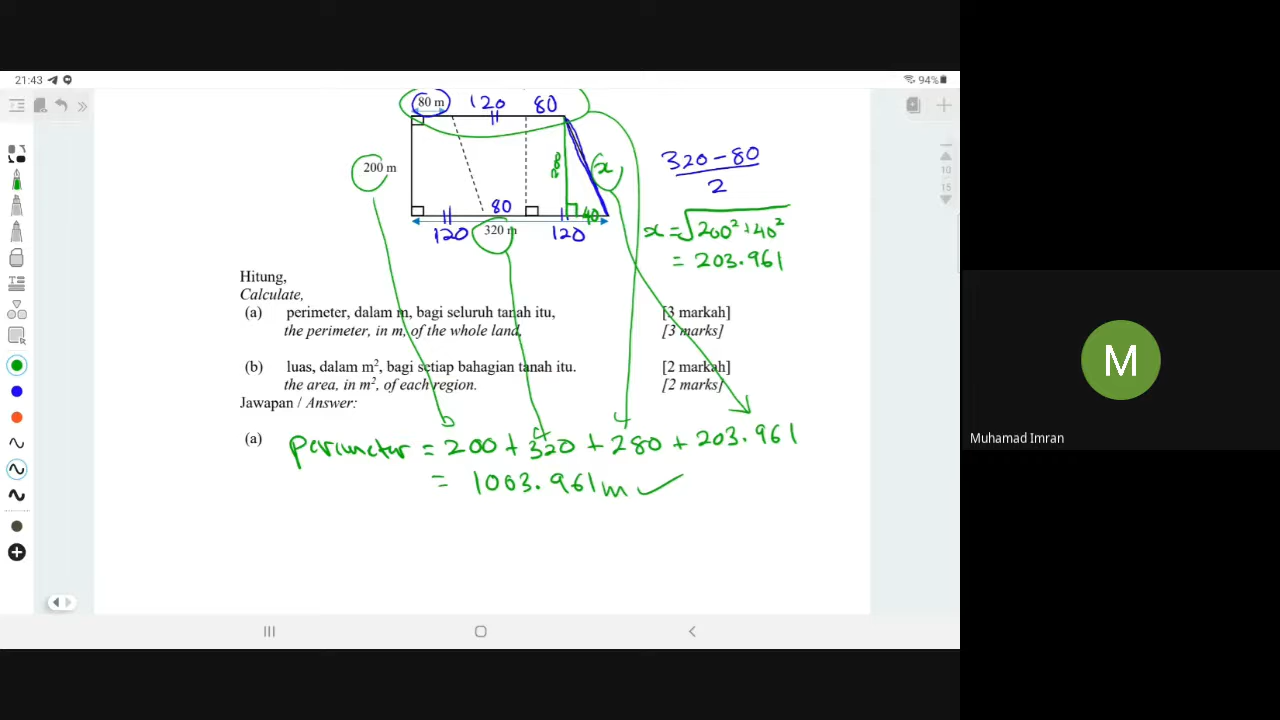 21:43
94%
80 m 120 80
200 m
x
320 - 80
2
80
40
120 320 m 120
x = √200² + 40²
= 203.961
Hitung,
Calculate,
(a) perimeter, dalam m, bagi seluruh tanah itu, [3 markah]
the perimeter, in m, of the whole land, [3 marks]
(b) luas, dalam m², bagi setiap bahagian tanah itu. [2 markah]
the area, in m², of each region. [2 marks]
Jawapan / Answer:
(a) perimeter = 200 + 320 + 280 + 203.961
= 1003.961m
10
15
M
Muhamad Imran